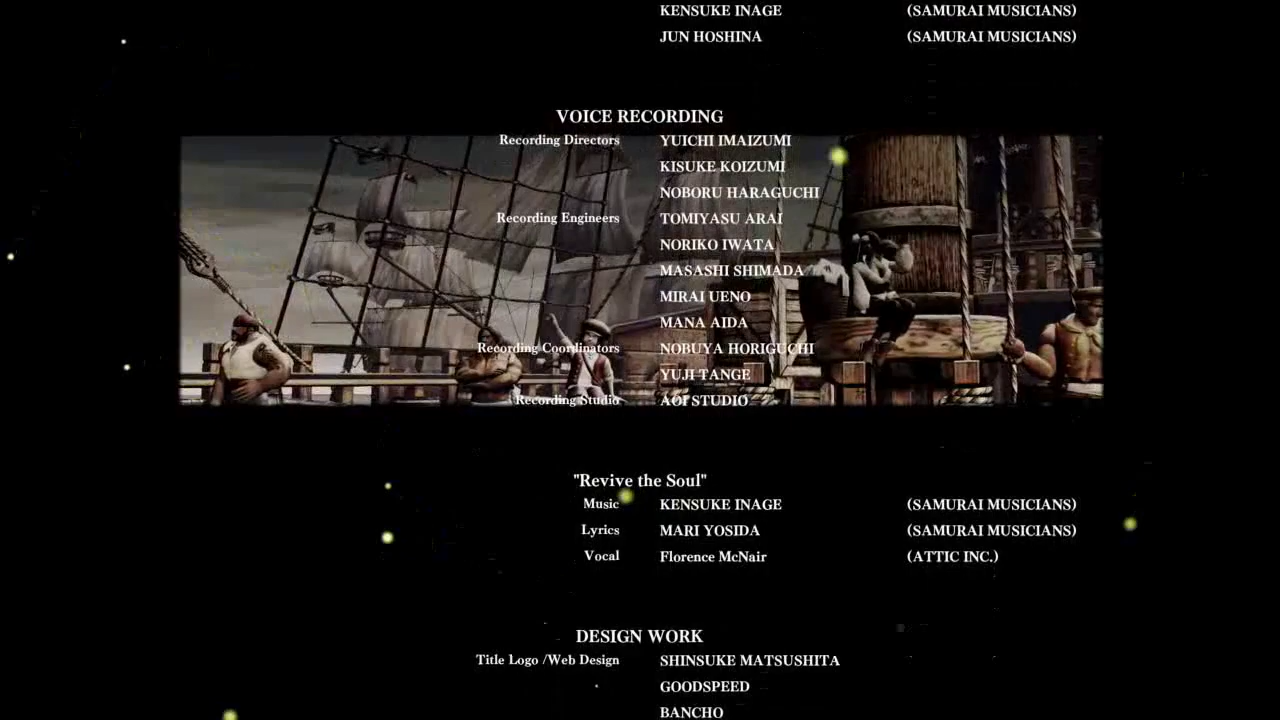 KENSUKE INAGE (SAMURAI MUSICIANS)
JUN HOSHINA (SAMURAI MUSICIANS)
VOICE RECORDING
Recording Directors YUICHI IMAIZUMI
KISUKE KOIZUMI
NOBORU HARAGUCHI
Recording Engineers TOMIYASU ARAI
NORIKO IWATA
MASASHI SHIMADA
MIRAI UENO
MANA AIDA
Recording Coordinators NOBUYA HORIGUCHI
YUJI TANGE
Recording Studio AOI STUDIO
"Revive the Soul"
Music KENSUKE INAGE (SAMURAI MUSICIANS)
Lyrics MARI YOSIDA (SAMURAI MUSICIANS)
Vocal Florence McNair (ATTIC INC.)
DESIGN WORK
Title Logo /Web Design SHINSUKE MATSUSHITA
GOODSPEED
BANCHO